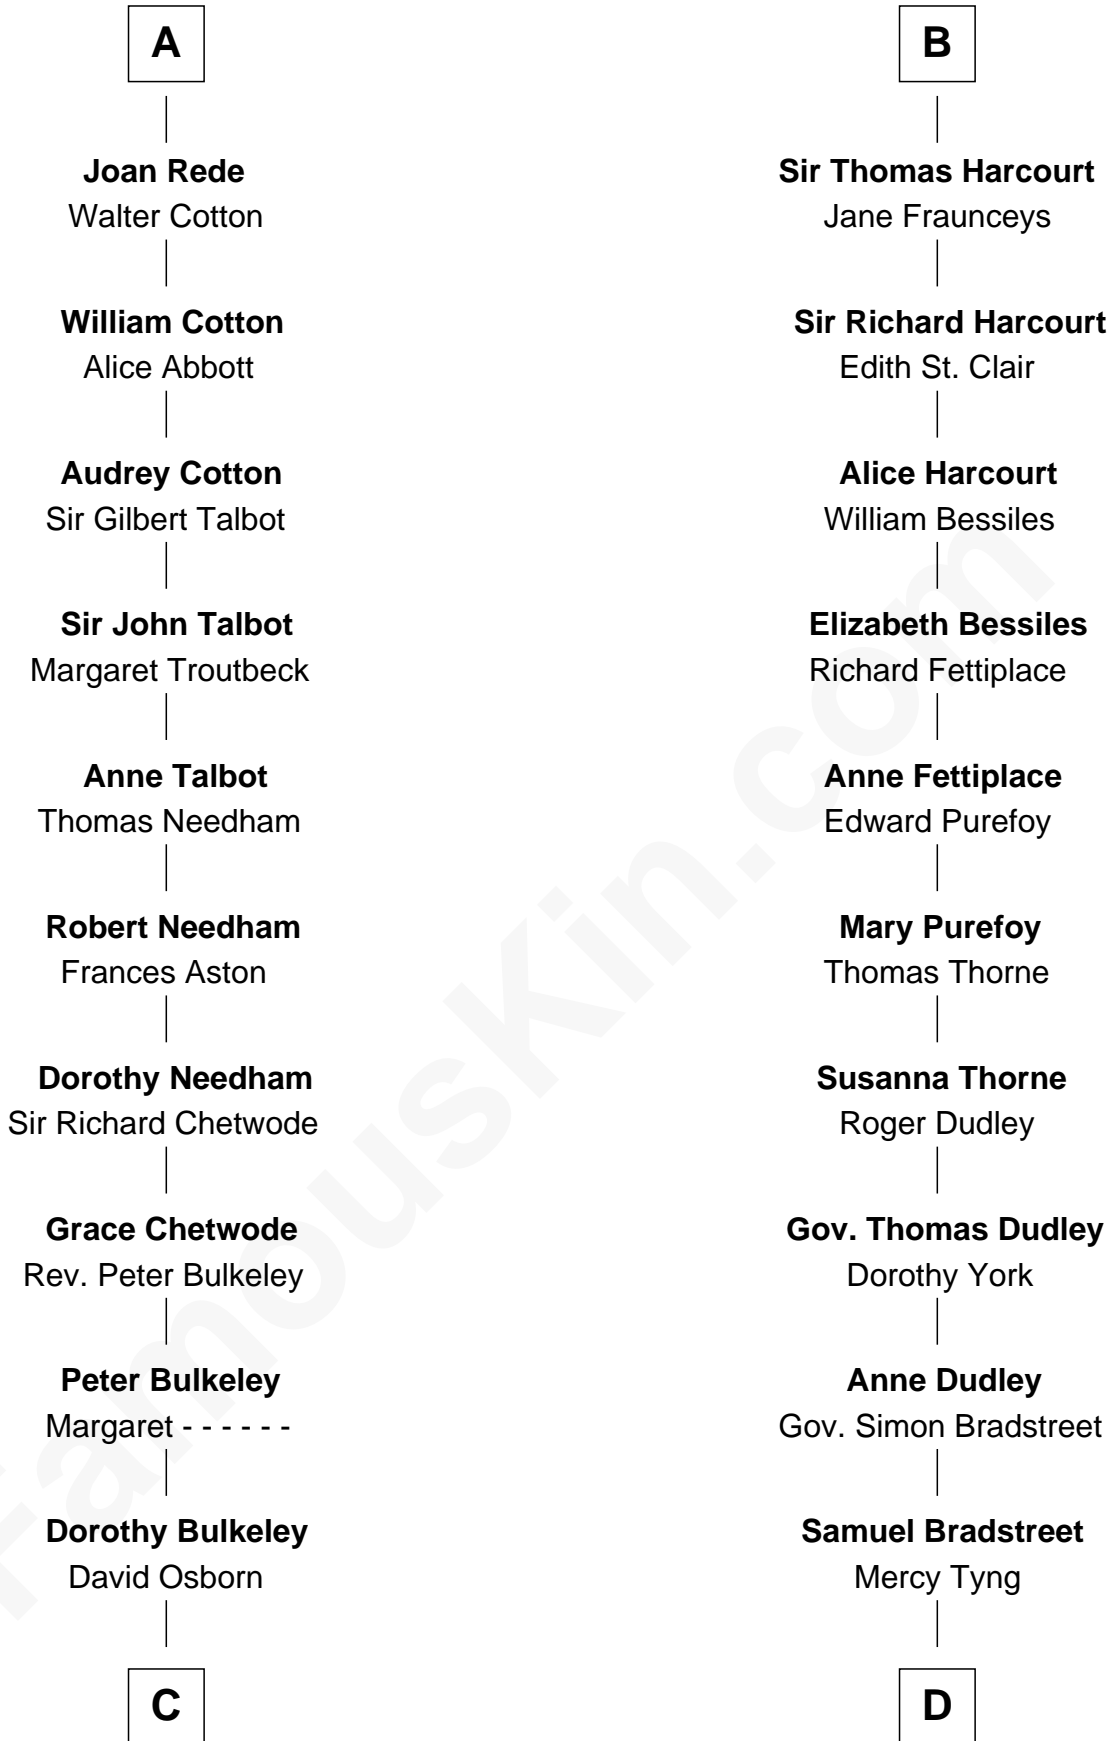 A
Joan Rede
Walter Cotton
William Cotton
Alice Abbott
Audrey Cotton
Sir Gilbert Talbot
Sir John Talbot
Margaret Troutbeck
Anne Talbot
Thomas Needham
Robert Needham
Frances Aston
Dorothy Needham
Sir Richard Chetwode
Grace Chetwode
Rev. Peter Bulkeley
Peter Bulkeley
Margaret - - - - - -
Dorothy Bulkeley
David Osborn
C
B
Sir Thomas Harcourt
Jane Fraunceys
Sir Richard Harcourt
Edith St. Clair
Alice Harcourt
William Bessiles
Elizabeth Bessiles
Richard Fettiplace
Anne Fettiplace
Edward Purefoy
Mary Purefoy
Thomas Thorne
Susanna Thorne
Roger Dudley
Gov. Thomas Dudley
Dorothy York
Anne Dudley
Gov. Simon Bradstreet
Samuel Bradstreet
Mercy Tyng
D
FamousKin.com